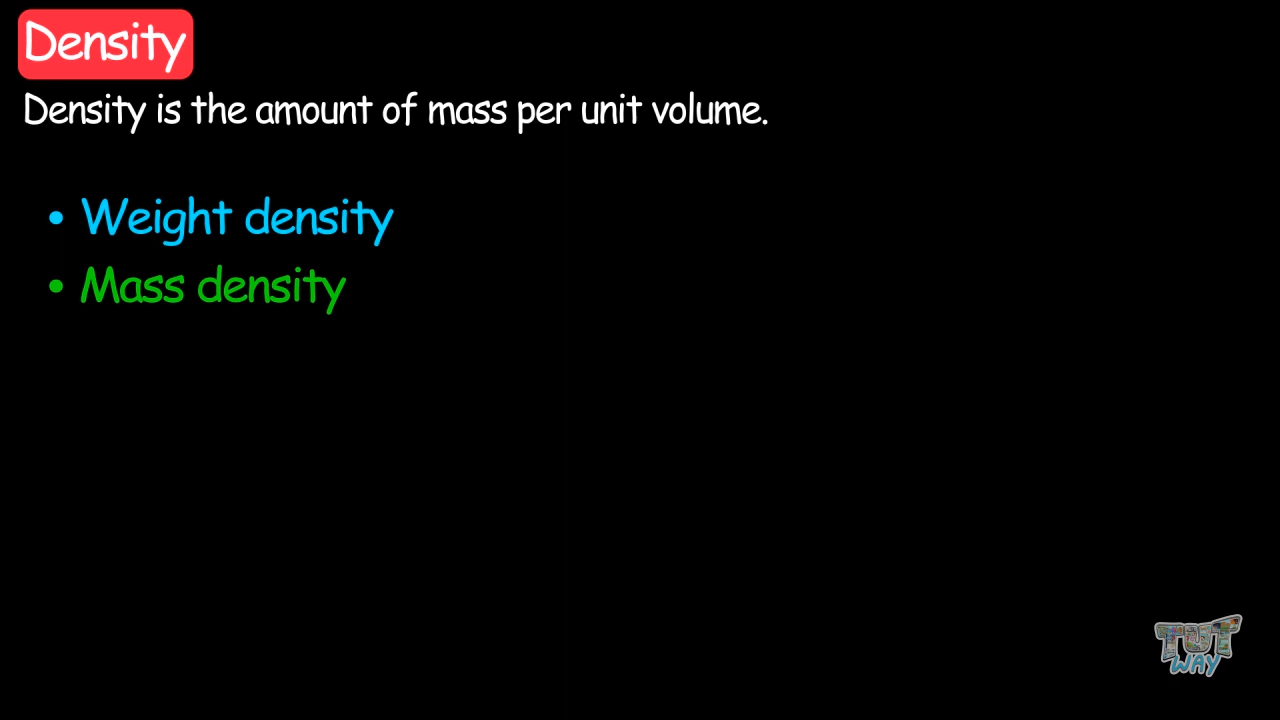 Density
Density is the amount of mass per unit volume.
• Weight density
• Mass density
TUT
WAY